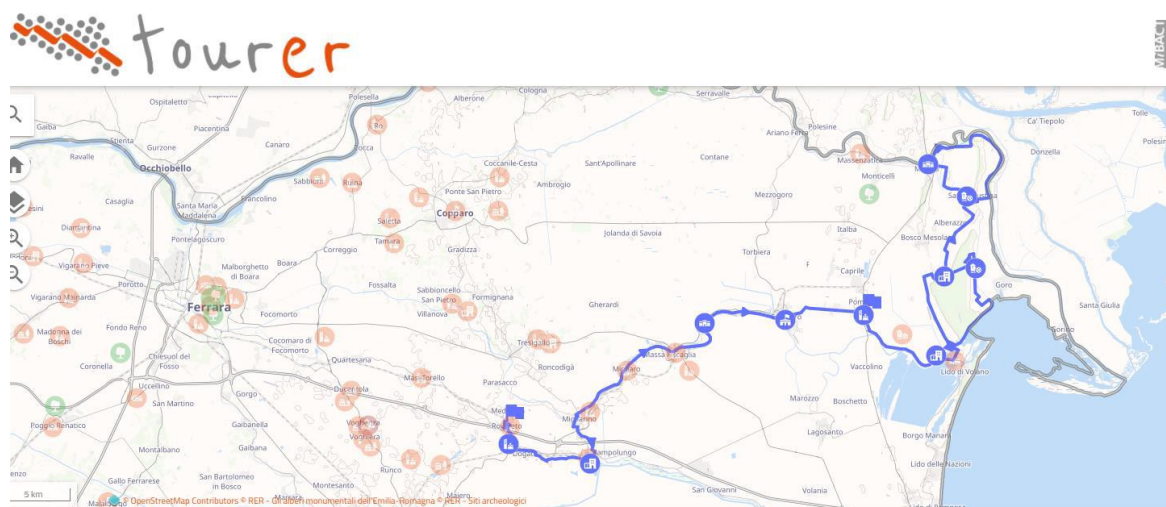 tourer
MiBACT
Polesella
Cologna
Serravalle
Ospitaletto
Alberone
Ro
Ca' Tiepolo
Tolle
Gaiba
Stienta
Gurzone
Piacentina
Canaro
Polesine
Ravalle
Occhiobello
Coccanile-Cesta
Sant'Apollinare
Contane
Massenzatica
Donzella
Sabbioni
Ruina
Ambrogio
Monticelli
Casaglia
Santa Maria
Maddalena
Francolino
Ponte San Pietro
Mezzogoro
Copparo
Saletta
Diamantina
Pontelagoscuro
Tamara
Jolanda di Savoia
Italba
Alberazzo
Correggio
Gradizza
Torbiera
Bosco Mesola
Vigarano Pieve
Porotto
Malborghetto
di Boara
Boara
Fossalta
Sabbioncello
San Pietro
Formignana
Caprile
Goro
Vigarano Mainarda
Ferrara
Villanova
Gherardi
Santa Giulia
Fondo Reno
Focomorto
Gorino
Madonna dei
Boschi
Chiesuol del
Fosso
Cocomaro di
Focomorto
Tresigallo
Coronella
Quartesana
Roncodigà
Massa Fiscaglia
Vaccolino
Lido di Volano
Uccellino
Gorgo
Masi Torello
Parasacco
Migliaro
San Martino
Ducentola
Marozzo
Boschetto
Poggio Renatico
Gaibanella
Voghenza
Migliarino
Lagosanto
Montalbano
Gaibana
Voghiera
Borgo Manara
Runco
Gallo Ferrarese
San Bartolomeo
in Bosco
Montesanto
San Giovanni
Volania
Lido delle Nazioni
5 km
© OpenStreetMap Contributors © RER - Gli alberi monumentali dell'Emilia-Romagna © RER - Siti archeologici